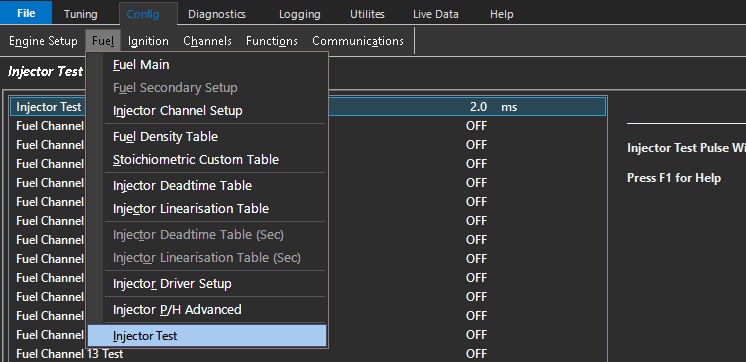 File Tuning Config Diagnostics Logging Utilites Live Data Help
Engine Setup Fuel Ignition Channels Functions Communications
Injector Test
Fuel Main
Fuel Secondary Setup
Injector Channel Setup
Fuel Density Table
Stoichiometric Custom Table
Injector Deadtime Table
Injector Linearisation Table
Injector Deadtime Table (Sec)
Injector Linearisation Table (Sec)
Injector Driver Setup
Injector P/H Advanced
Injector Test
Injector Test 2.0 ms
Fuel Channel OFF
Fuel Channel OFF
Fuel Channel OFF
Fuel Channel OFF
Fuel Channel OFF
Fuel Channel OFF
Fuel Channel OFF
Fuel Channel OFF
Fuel Channel OFF
Fuel Channel OFF
Fuel Channel OFF
Fuel Channel OFF
Fuel Channel 13 Test OFF
Injector Test Pulse Wi
Press F1 for Help